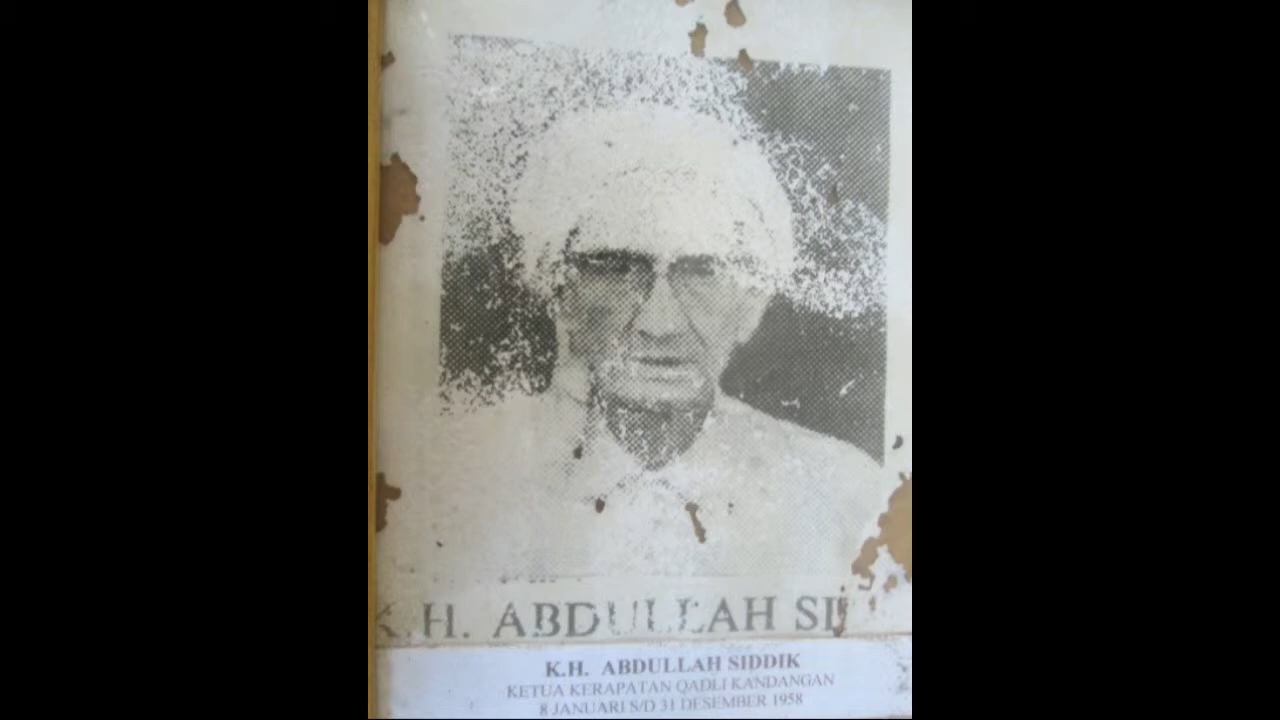 K.H. ABDULLAH SI
K.H. ABDULLAH SIDDIK
KETUA KERAPATAN QADLI KANDANGAN
8 JANUARI S/D 31 DESEMBER 1958